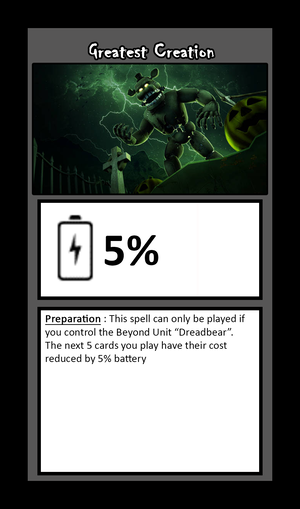 Greatest Creation
5%
Preparation : This spell can only be played if
you control the Beyond Unit “Dreadbear”.
The next 5 cards you play have their cost
reduced by 5% battery